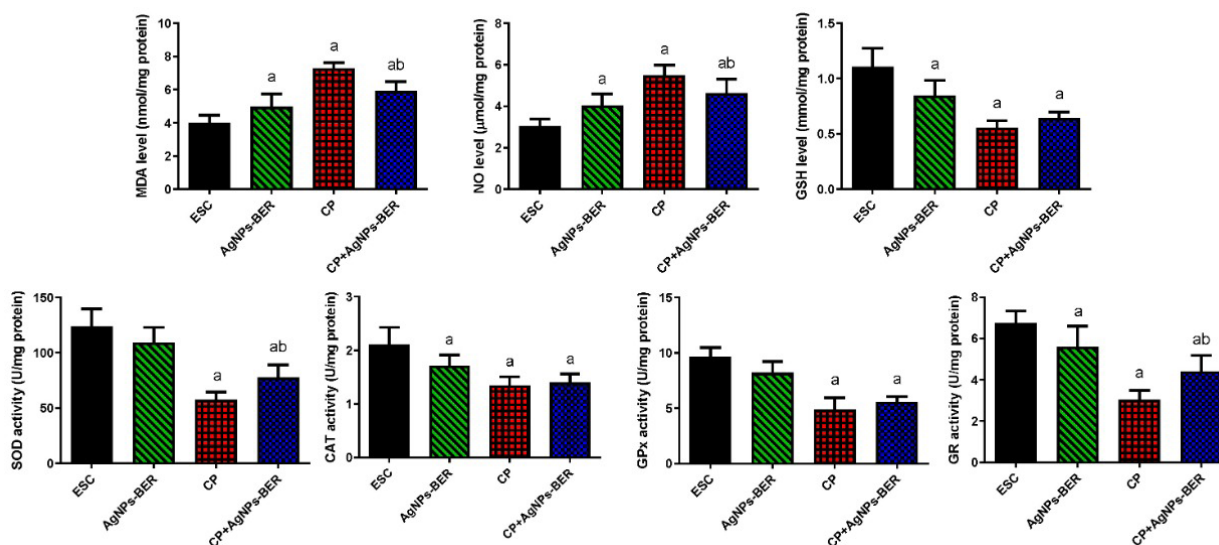 MDA level (nmol/mg protein)
10
8
6
4
2
0
a
a
ab
ESC
AgNPs-BER
CP
CP+AgNPs-BER
NO level (μmol/mg protein)
8
6
4
2
0
a
a
ab
ESC
AgNPs-BER
CP
CP+AgNPs-BER
GSH level (mmol/mg protein)
1.5
1.0
0.5
0.0
a
a
a
ESC
AgNPs-BER
CP
CP+AgNPs-BER
SOD activity (U/mg protein)
150
100
50
0
a
ab
ESC
AgNPs-BER
CP
CP+AgNPs-BER
CAT activity (U/mg protein)
3
2
1
0
a
a
a
ESC
AgNPs-BER
CP
CP+AgNPs-BER
GPx activity (U/mg protein)
15
10
5
0
a
a
ESC
AgNPs-BER
CP
CP+AgNPs-BER
GR activity (U/mg protein)
8
6
4
2
0
a
a
ab
ESC
AgNPs-BER
CP
CP+AgNPs-BER